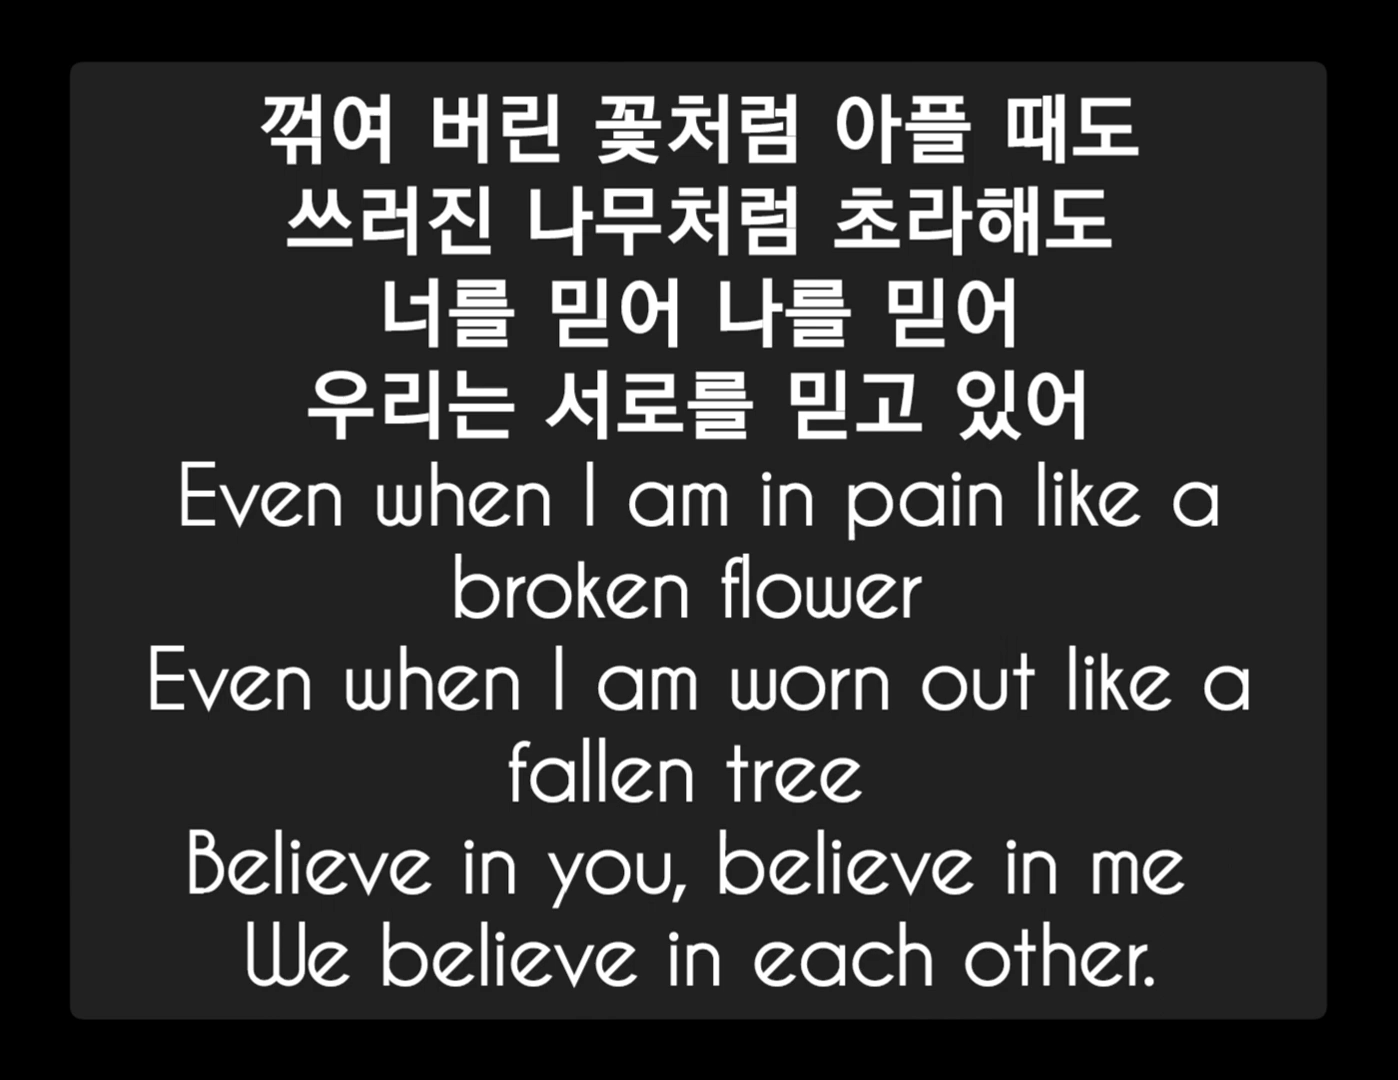 꺾여 버린 꽃처럼 아플 때도
쓰러진 나무처럼 초라해도
너를 믿어 나를 믿어
우리는 서로를 믿고 있어
Even when I am in pain like a
broken flower
Even when I am worn out like a
fallen tree
Believe in you, believe in me
We believe in each other.